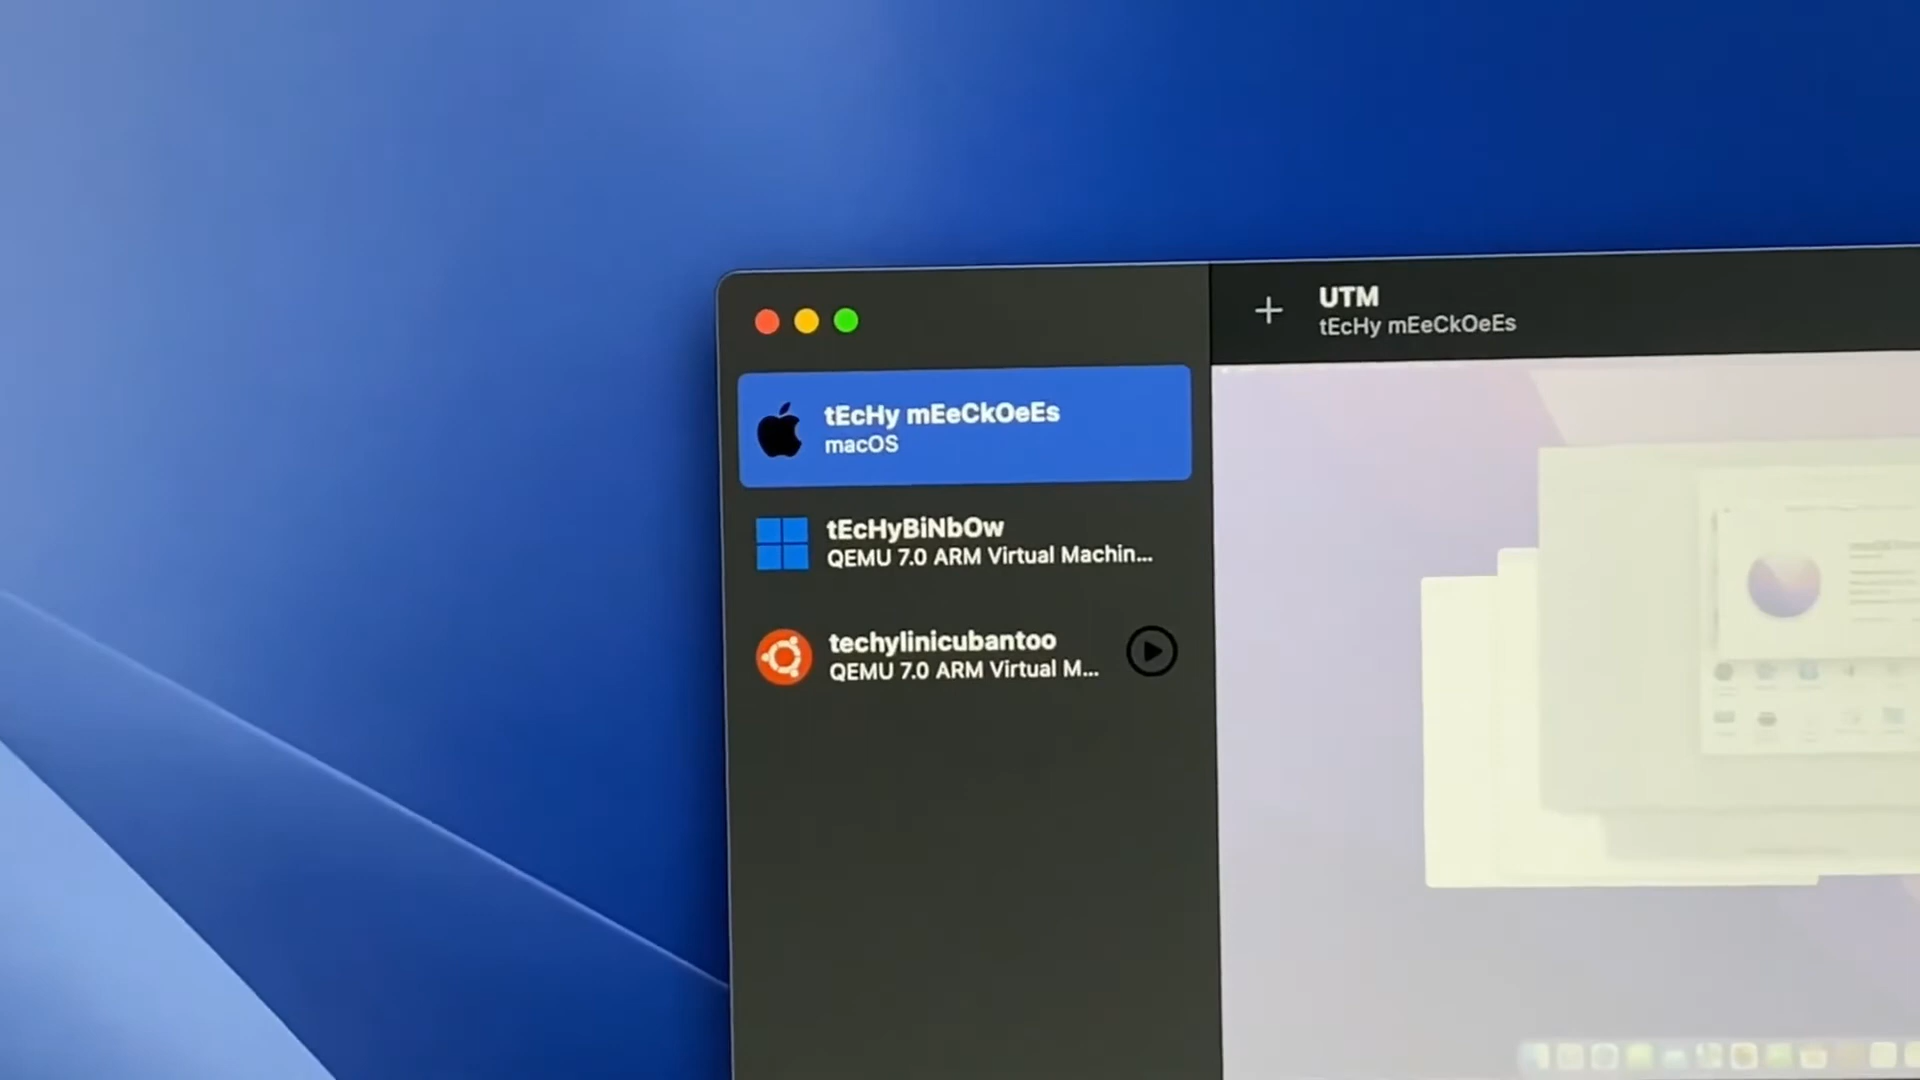 UTM
tEcHy mEeCkOeEs
tEcHy mEeCkOeEs
macOS
tEcHyBiNbOw
QEMU 7.0 ARM Virtual Machin...
techylinicubantoo
QEMU 7.0 ARM Virtual M...